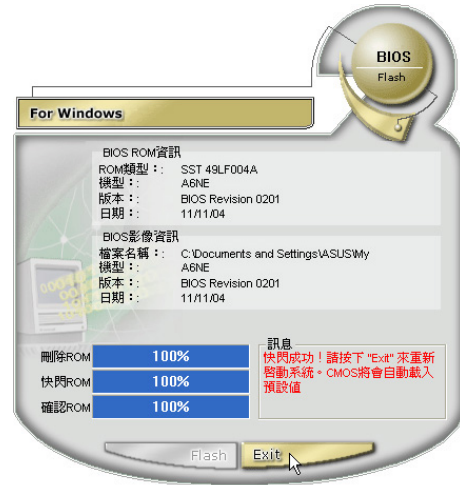 BIOS
Flash
For Windows
BIOS ROM資訊
ROM類型：: SST 49LF004A
機型：: A6NE
版本：: BIOS Revision 0201
日期：: 11/11/04
BIOS影像資訊
檔案名稱：: C:\Documents and Settings\ASUS\My
機型：: A6NE
版本：: BIOS Revision 0201
日期：: 11/11/04
刪除ROM 100%
快閃ROM 100%
確認ROM 100%
訊息
快閃成功！請按下 "Exit" 來重新
啓動系統。CMOS將會自動載入
預設值
Flash Exit